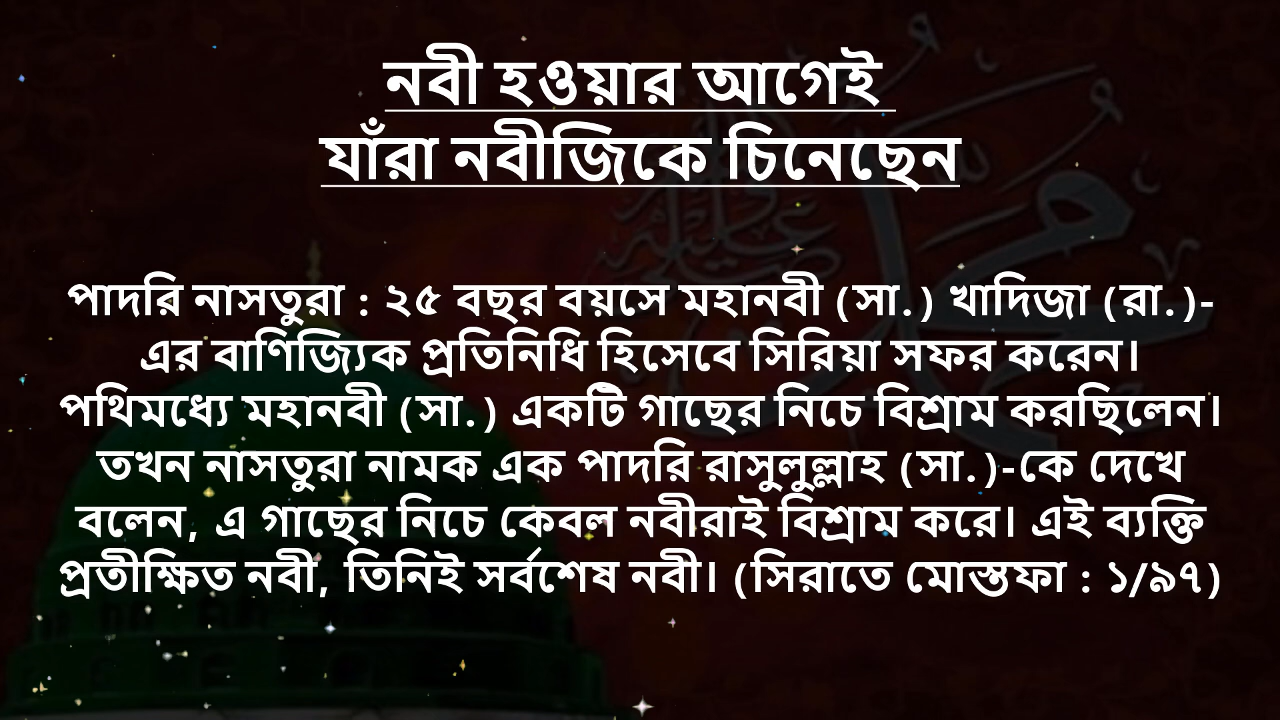 নবী হওয়ার আগেই
যাঁরা নবীজিকে চিনেছেন
পাদরি নাসতুরা : ২৫ বছর বয়সে মহানবী (সা.) খাদিজা (রা.)-
এর বাণিজ্যিক প্রতিনিধি হিসেবে সিরিয়া সফর করেন।
পথিমধ্যে মহানবী (সা.) একটি গাছের নিচে বিশ্রাম করছিলেন।
তখন নাসতুরা নামক এক পাদরি রাসুলুল্লাহ (সা.)-কে দেখে
বলেন, এ গাছের নিচে কেবল নবীরাই বিশ্রাম করে। এই ব্যক্তি
প্রতীক্ষিত নবী, তিনিই সর্বশেষ নবী। (সিরাতে মোস্তফা : ১/৯৭)